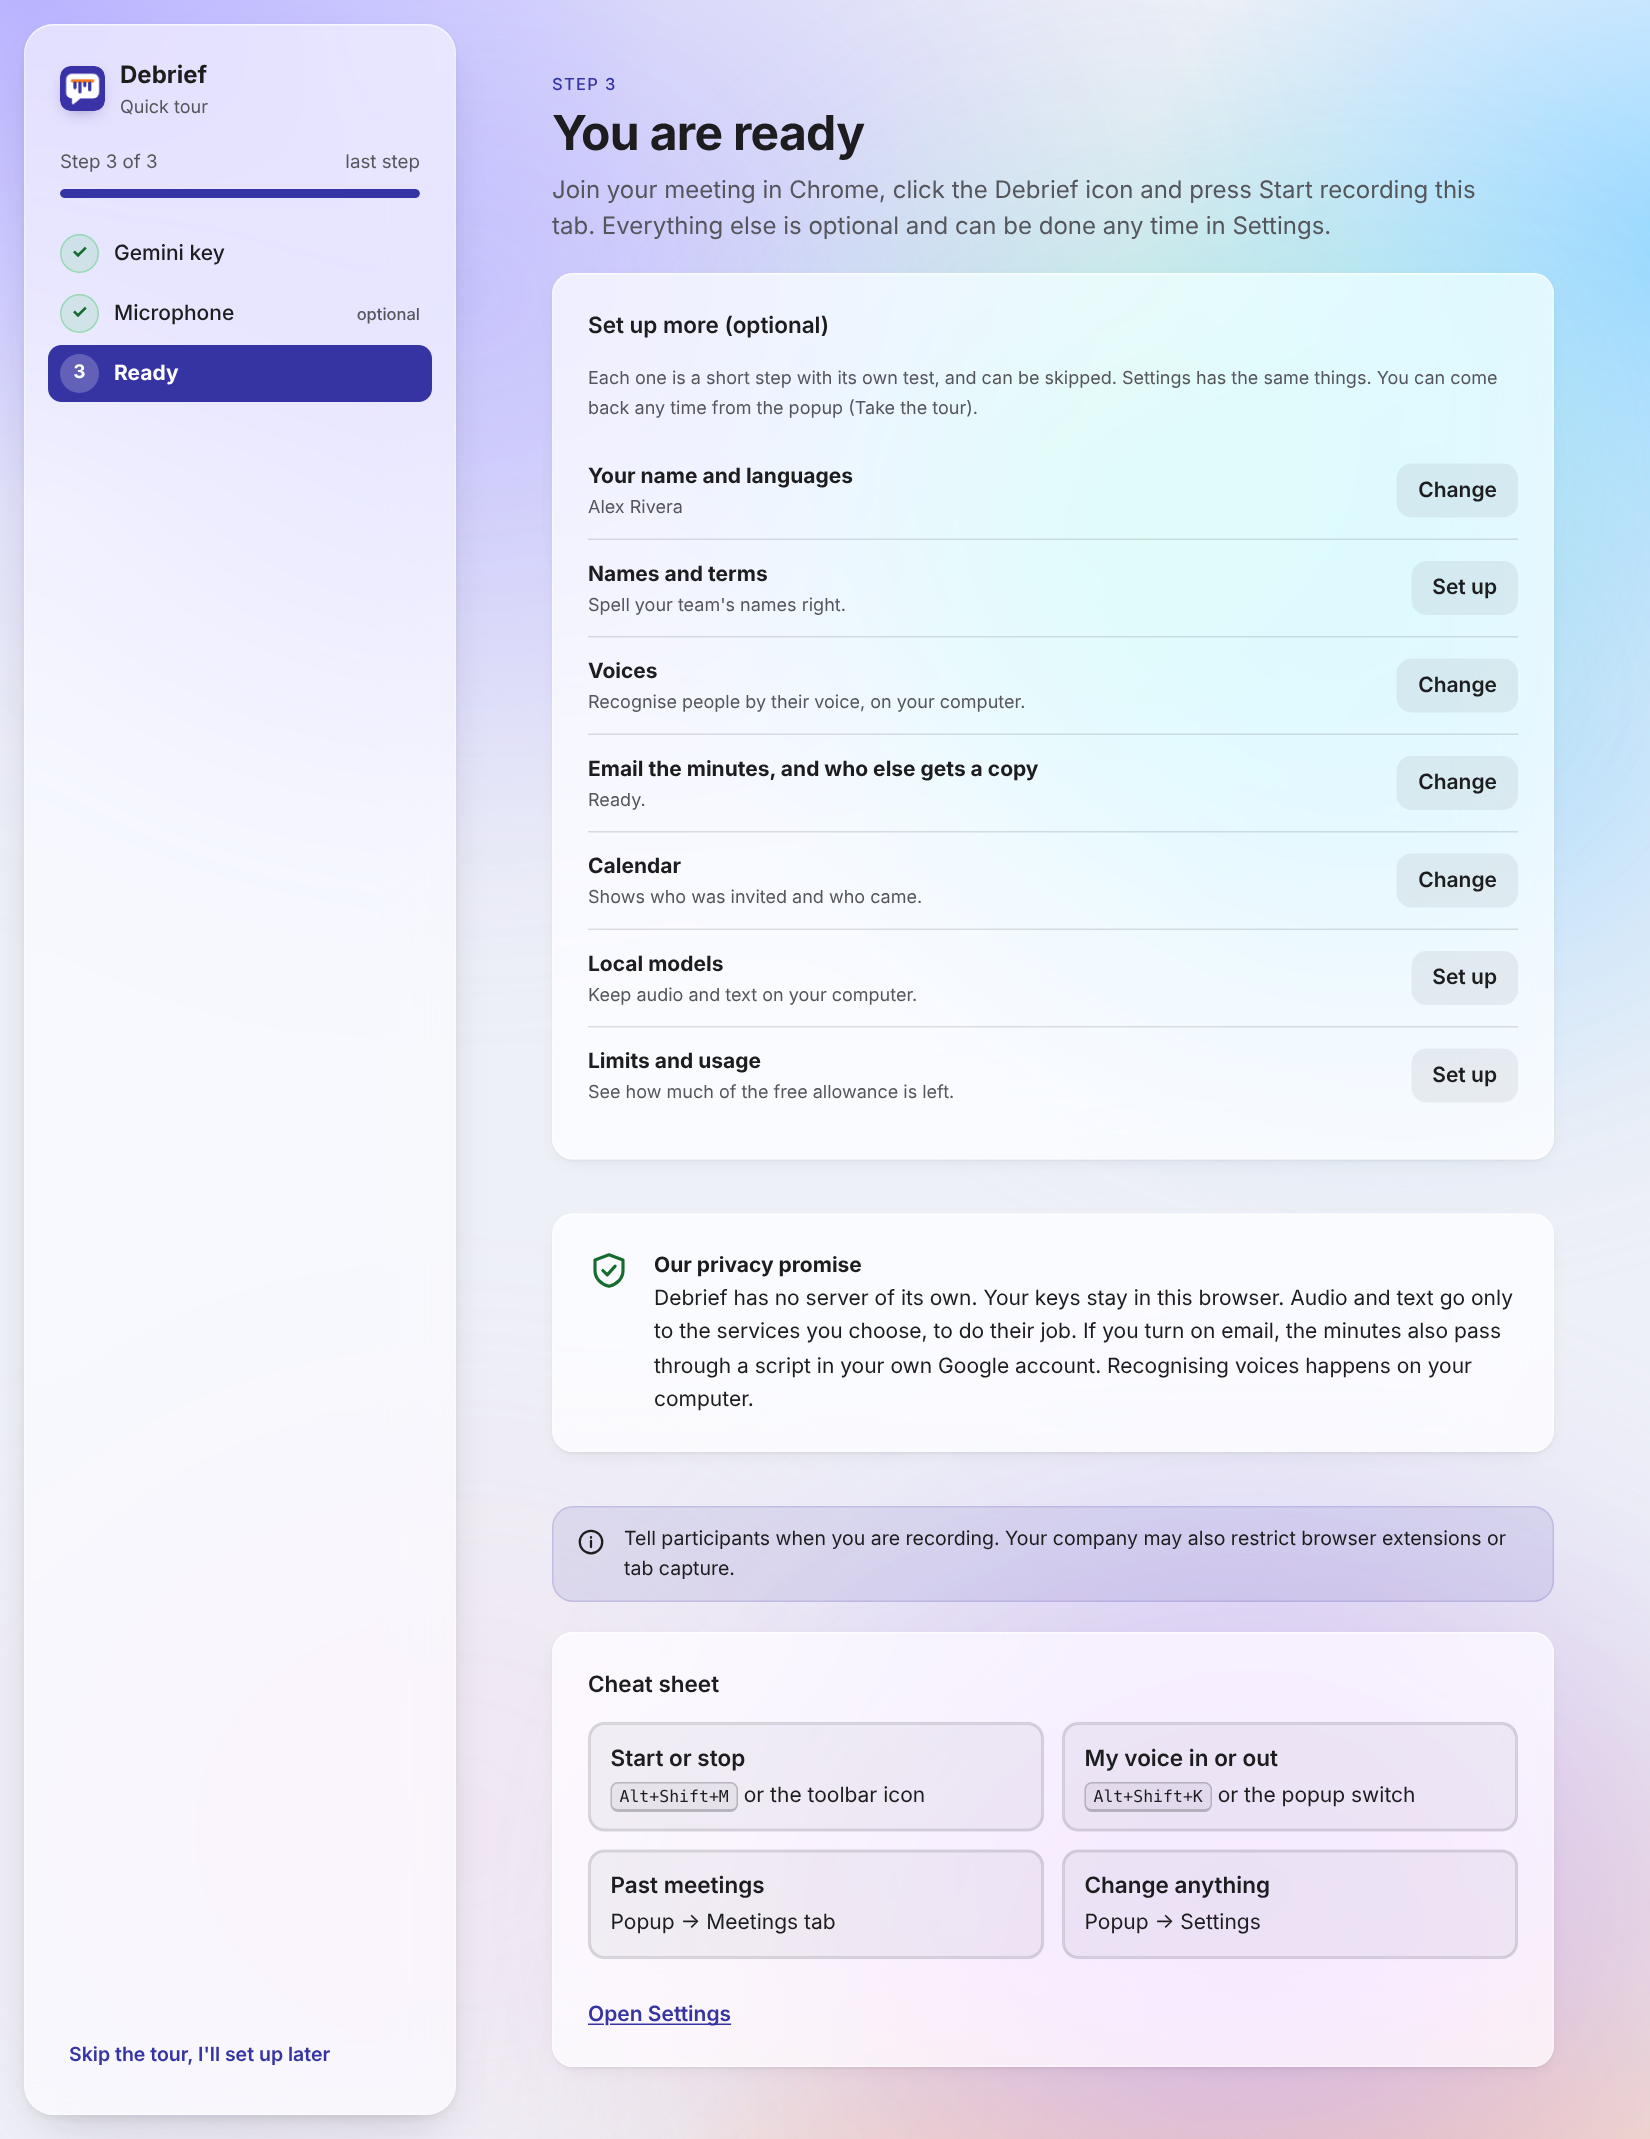 Debrief
Quick tour
Step 3 of 3
last step
Gemini key
Microphone
optional
3
Ready
Skip the tour, I'll set up later
STEP 3
You are ready
Join your meeting in Chrome, click the Debrief icon and press Start recording this
tab. Everything else is optional and can be done any time in Settings.
Set up more (optional)
Each one is a short step with its own test, and can be skipped. Settings has the same things. You can come
back any time from the popup (Take the tour).
Your name and languages
Alex Rivera
Change
Names and terms
Spell your team's names right.
Set up
Voices
Recognise people by their voice, on your computer.
Change
Email the minutes, and who else gets a copy
Ready.
Change
Calendar
Shows who was invited and who came.
Change
Local models
Keep audio and text on your computer.
Set up
Limits and usage
See how much of the free allowance is left.
Set up
Our privacy promise
Debrief has no server of its own. Your keys stay in this browser. Audio and text go only
to the services you choose, to do their job. If you turn on email, the minutes also pass
through a script in your own Google account. Recognising voices happens on your
computer.
Tell participants when you are recording. Your company may also restrict browser extensions or
tab capture.
Cheat sheet
Start or stop
Alt+Shift+M or the toolbar icon
My voice in or out
Alt+Shift+K or the popup switch
Past meetings
Popup → Meetings tab
Change anything
Popup → Settings
Open Settings